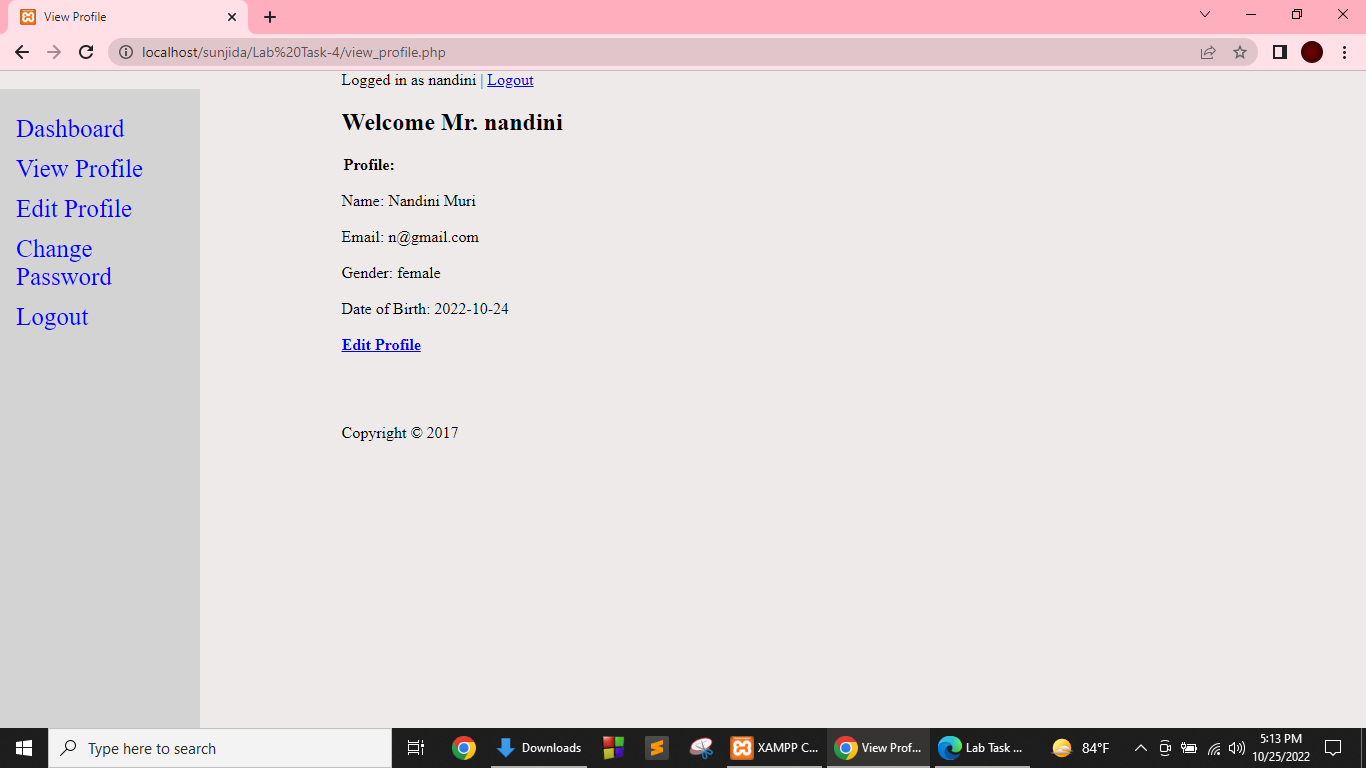 View Profile
localhost/sunjida/Lab%20Task-4/view_profile.php
Logged in as nandini | Logout
Dashboard
View Profile
Edit Profile
Change
Password
Logout
Welcome Mr. nandini
Profile:
Name: Nandini Muri
Email: n@gmail.com
Gender: female
Date of Birth: 2022-10-24
Edit Profile
Copyright © 2017
Type here to search
Downloads
XAMPP C...
View Prof...
Lab Task ...
84°F
5:13 PM
10/25/2022